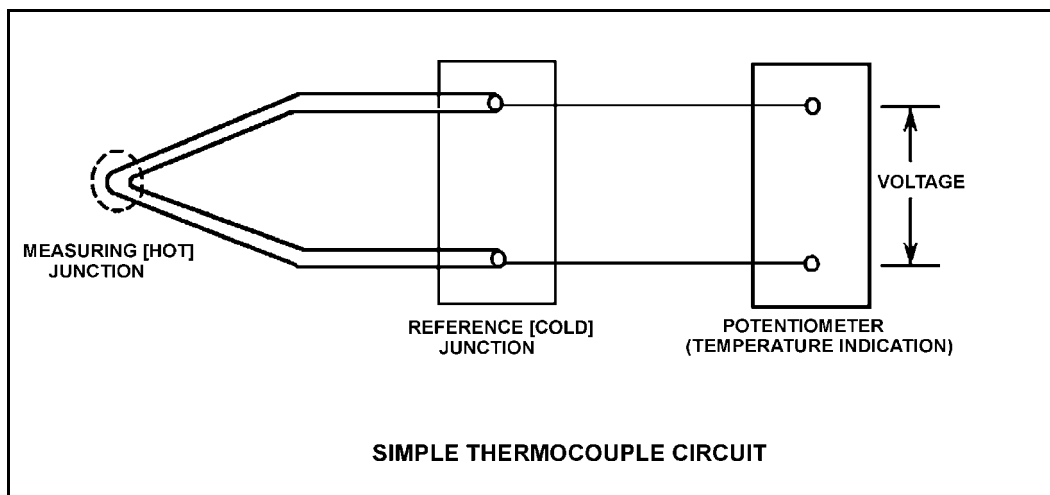 VOLTAGE
MEASURING [HOT]
JUNCTION
REFERENCE [COLD]
JUNCTION
POTENTIOMETER
(TEMPERATURE INDICATION)
SIMPLE THERMOCOUPLE CIRCUIT